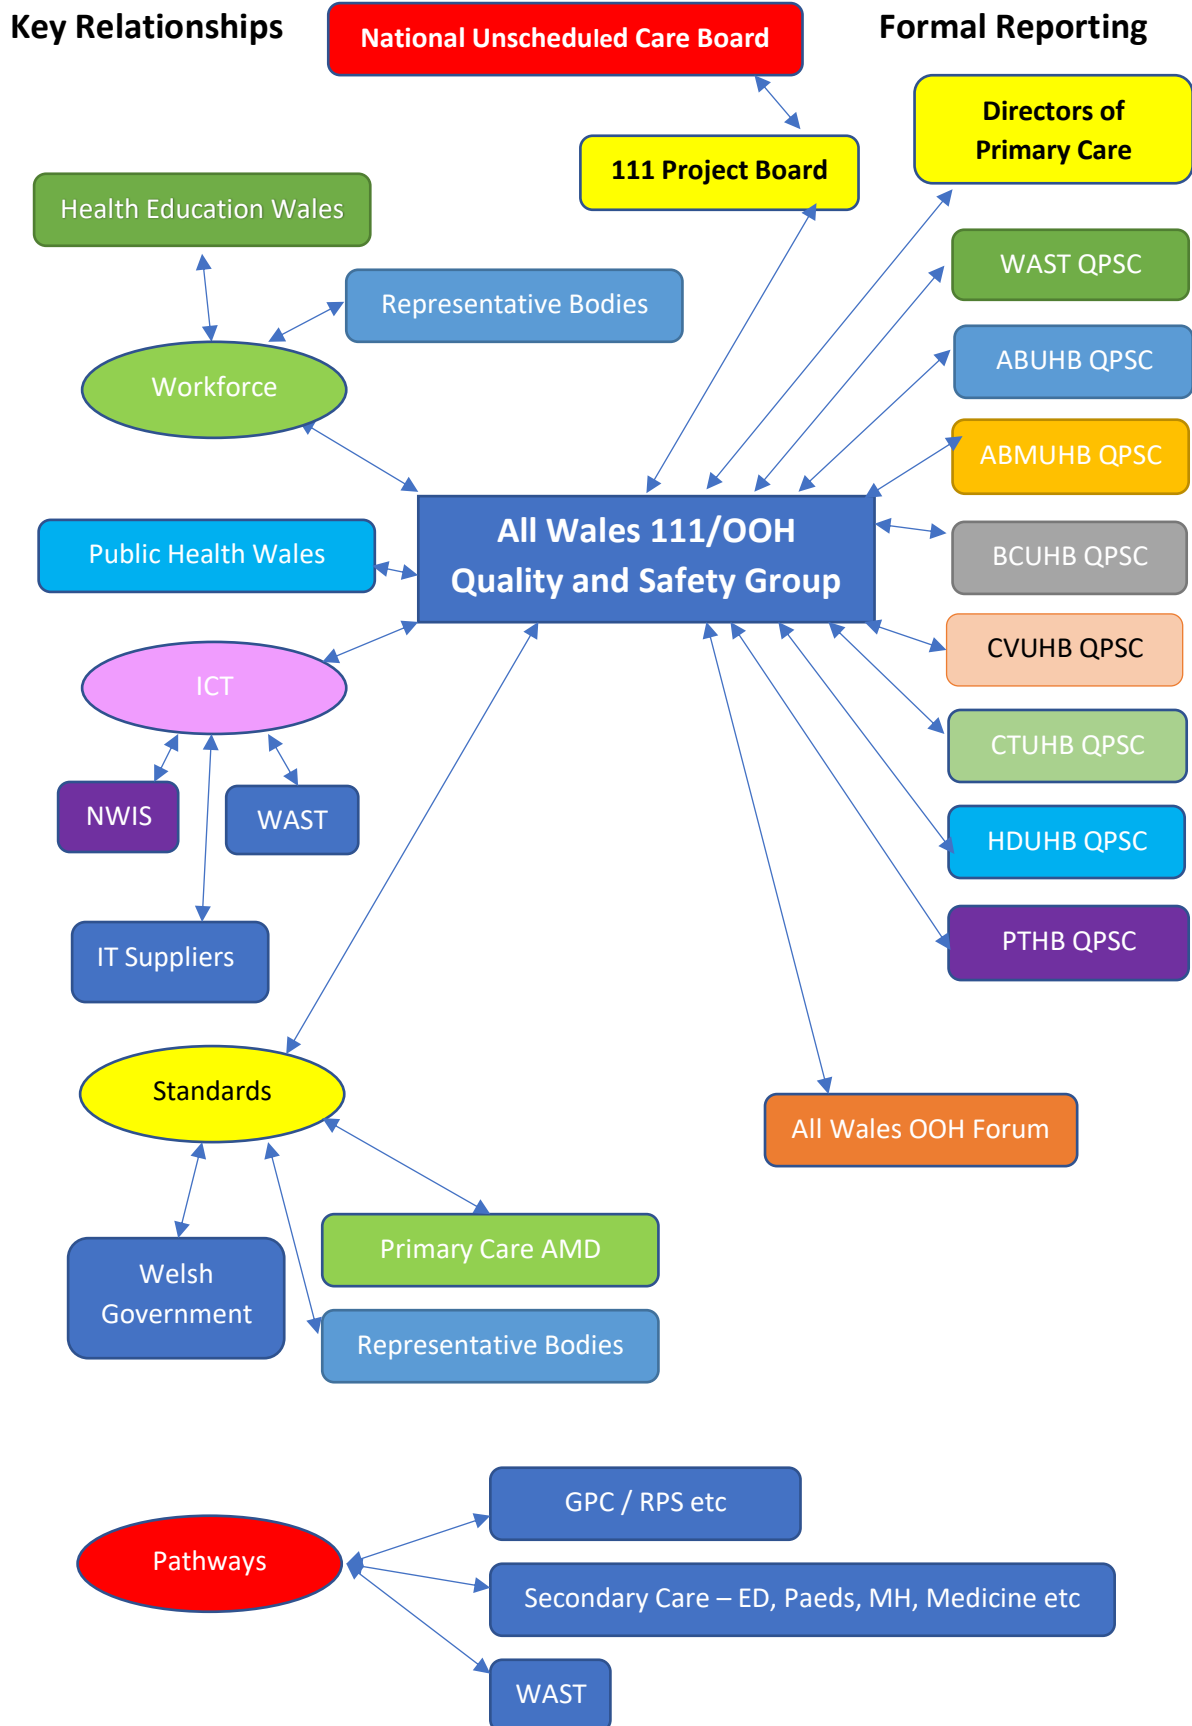 Key Relationships
National Unscheduled Care Board
Formal Reporting
Directors of
Primary Care
111 Project Board
Health Education Wales
WAST QPSC
Representative Bodies
ABUHB QPSC
Workforce
ABMUHB QPSC
All Wales 111/OOH
Quality and Safety Group
Public Health Wales
BCUHB QPSC
CVUHB QPSC
ICT
CTUHB QPSC
NWIS
WAST
HDUHB QPSC
PTHB QPSC
IT Suppliers
Standards
All Wales OOH Forum
Primary Care AMD
Welsh
Government
Representative Bodies
GPC / RPS etc
Pathways
Secondary Care – ED, Paeds, MH, Medicine etc
WAST